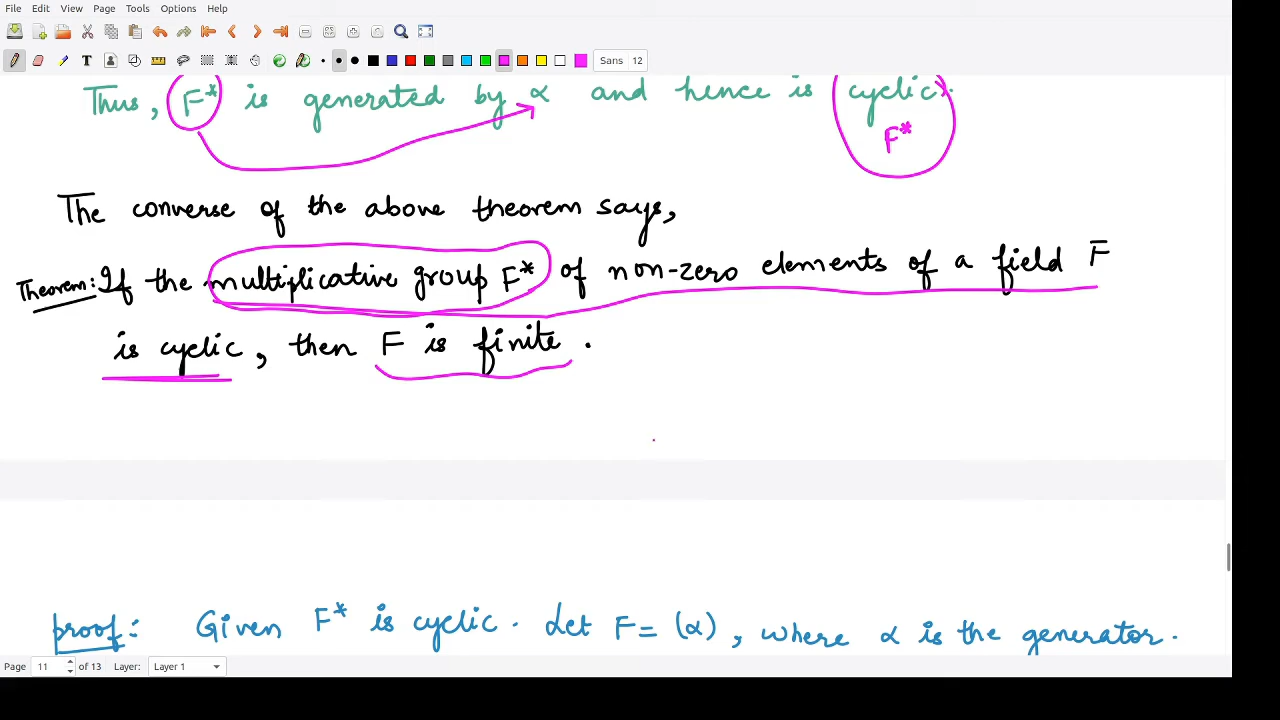 File Edit View Page Tools Options Help
T Sans 12
Thus, F* is generated by α and hence is cyclic.
F*
The converse of the above theorem says,
Theorem: If the multiplicative group F* of non-zero elements of a field F
is cyclic, then F is finite.
proof: Given F* is cyclic. Let F = (α), where α is the generator.
Page 11 of 13 Layer: Layer 1